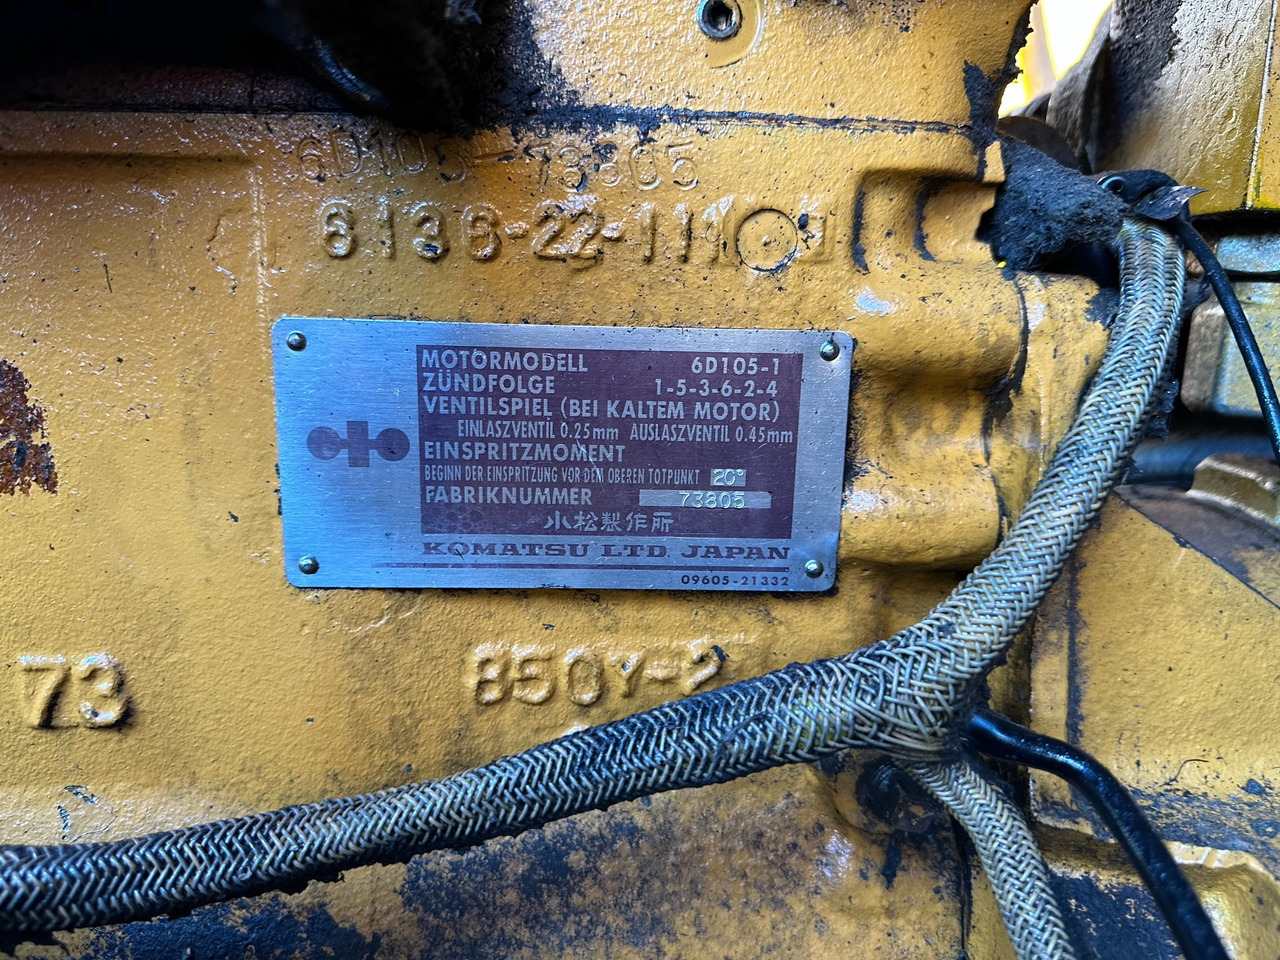 6D105-73805
6136-22-111
MOTORMODELL 6D105-1
ZÜNDFOLGE 1-5-3-6-2-4
VENTILSPIEL (BEI KALTEM MOTOR)
EINLASZVENTIL 0.25mm AUSLASZVENTIL 0.45mm
EINSPRITZMOMENT
BEGINN DER EINSPRITZUNG VOR DEM OBEREN TOTPUNKT 20°
FABRIKNUMMER 73805
小松製作所
KOMATSU LTD. JAPAN
09605-21332
73 850Y-2